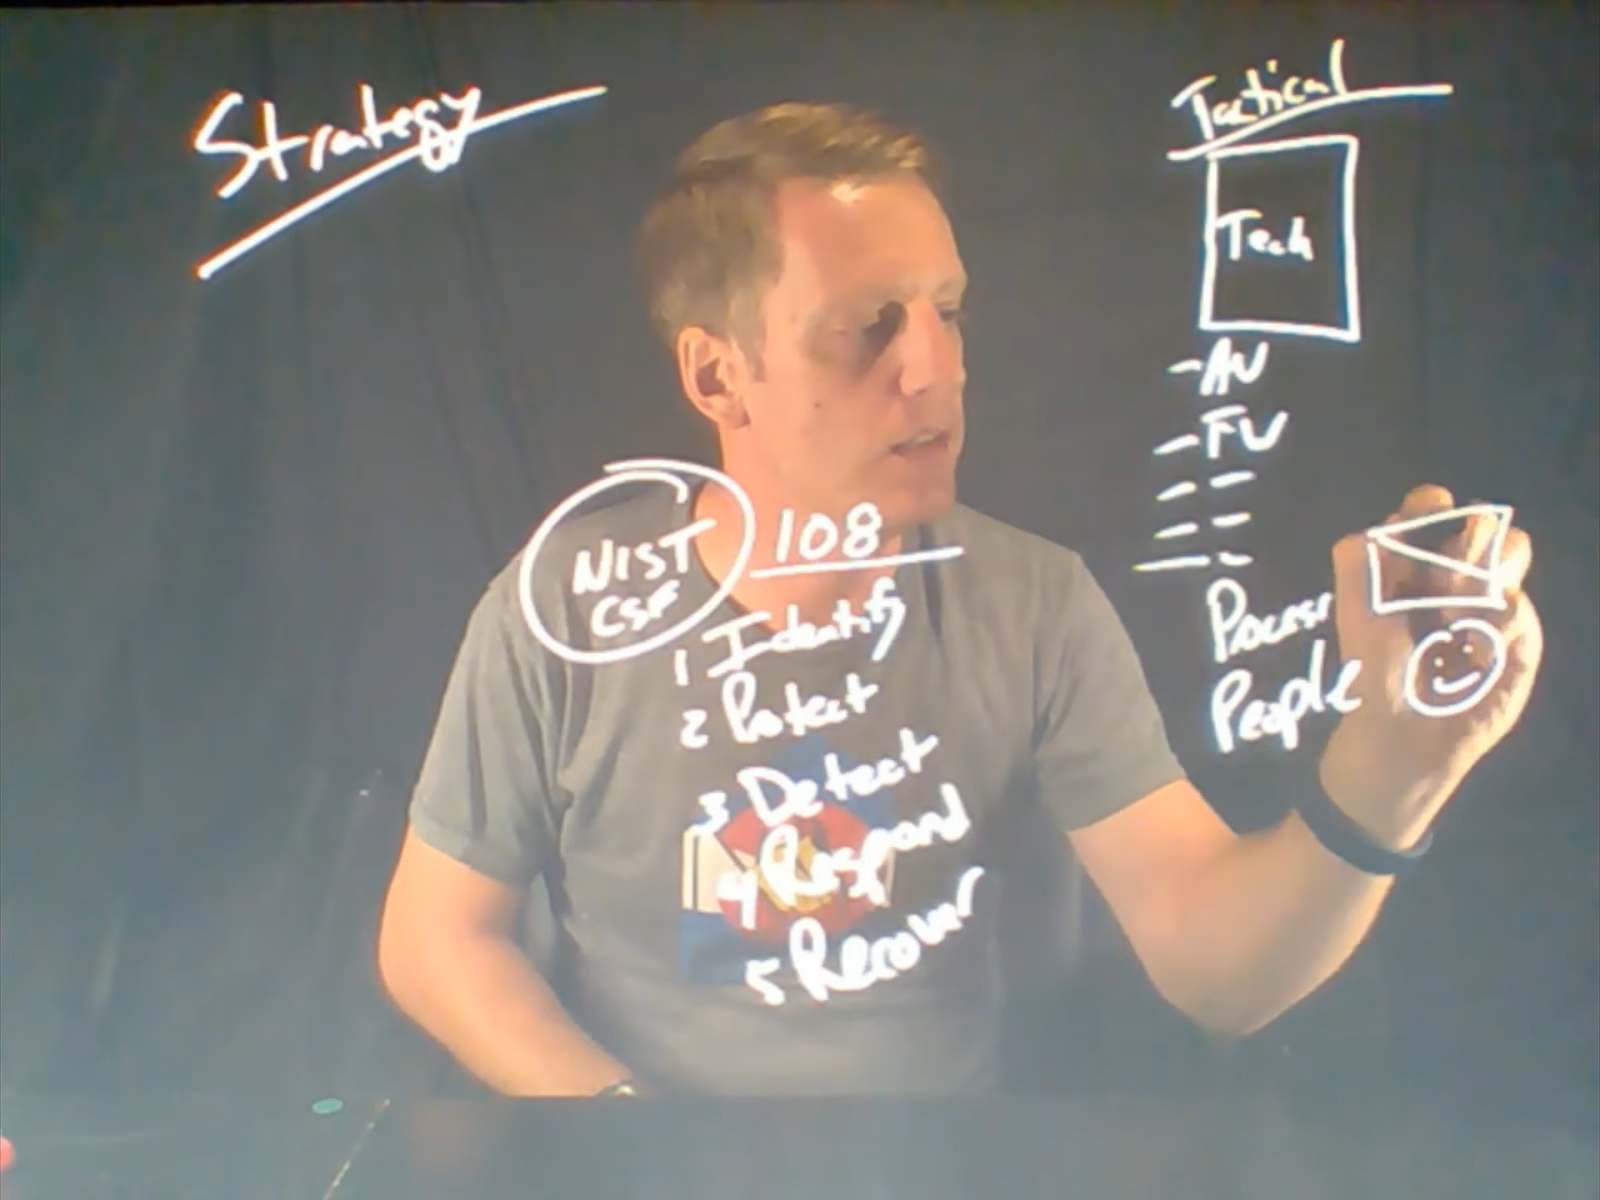 Strategy
Tactical
Tech
- AV
- FW
NIST
CSF
108
1 Identify
2 Protect
3 Detect
4 Respond
5 Recover
Process
People